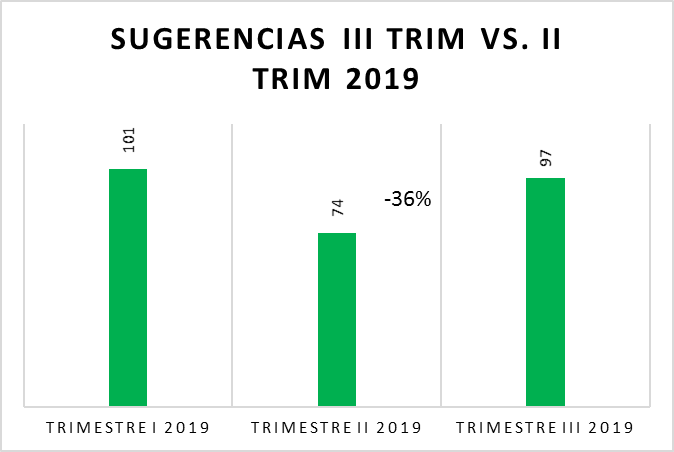 SUGERENCIAS III TRIM VS. II
TRIM 2019
101
74
-36%
97
TRIMESTRE I 2019
TRIMESTRE II 2019
TRIMESTRE III 2019